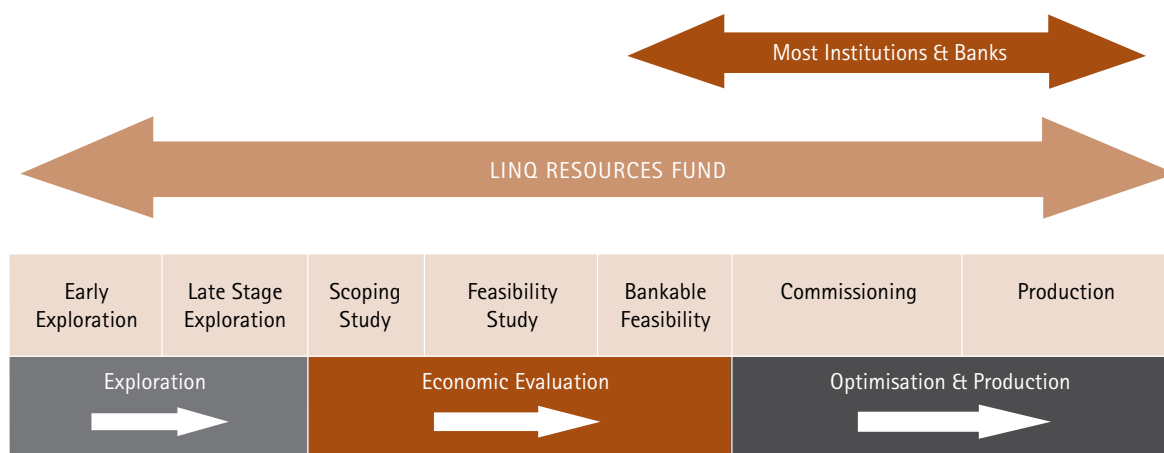 Most Institutions & Banks
LINQ RESOURCES FUND
Early
Exploration
Late Stage
Exploration
Scoping
Study
Feasibility
Study
Bankable
Feasibility
Commissioning
Production
Exploration
Economic Evaluation
Optimisation & Production